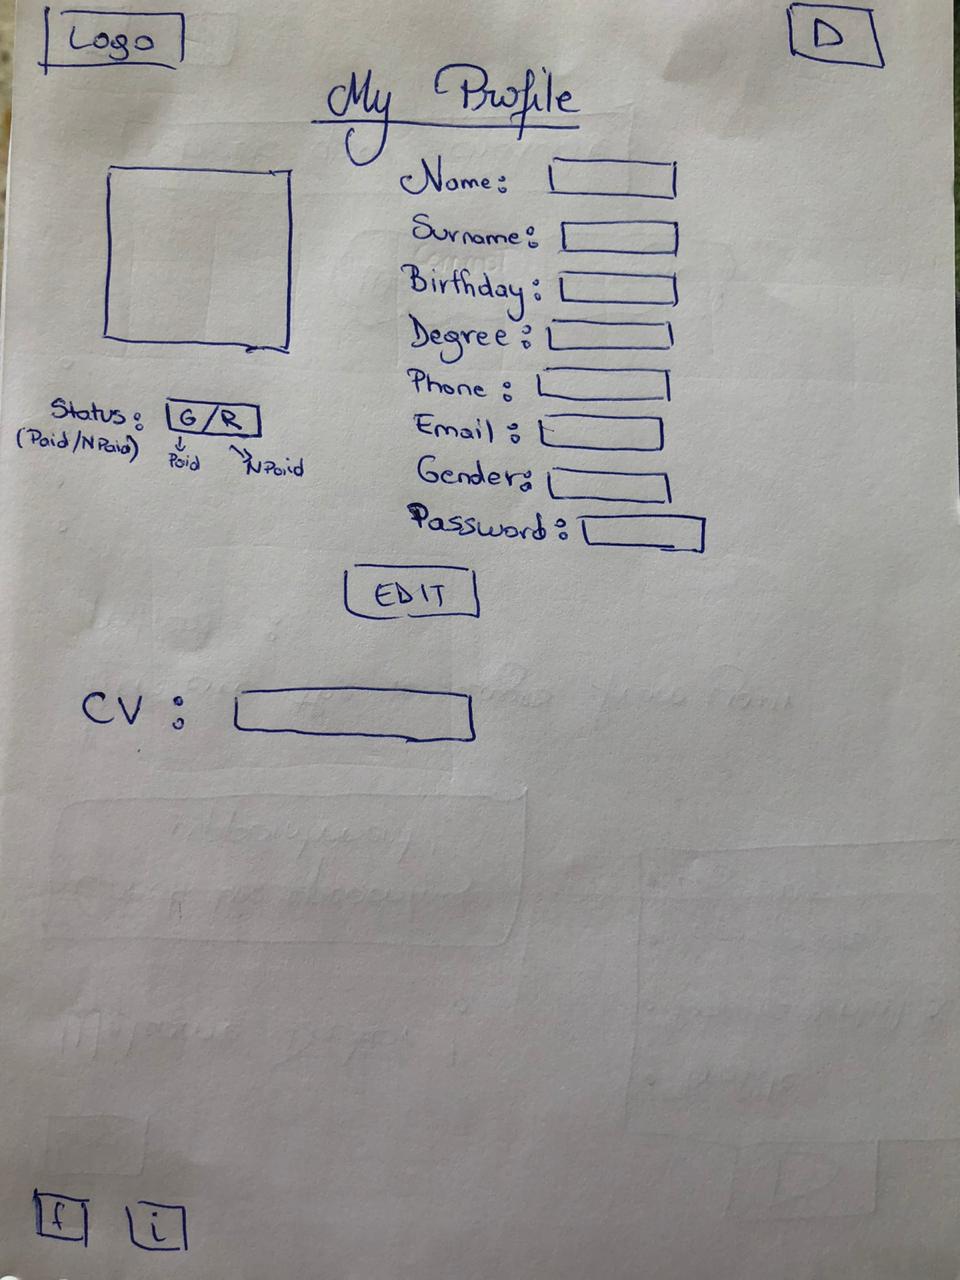 Logo
D
My Profile
Name:
Surname:
Birthday:
Degree:
Phone:
Email:
Gender:
Password:
Status: G/R
(Paid/NPaid)
Paid
NPaid
EDIT
CV:
f
i